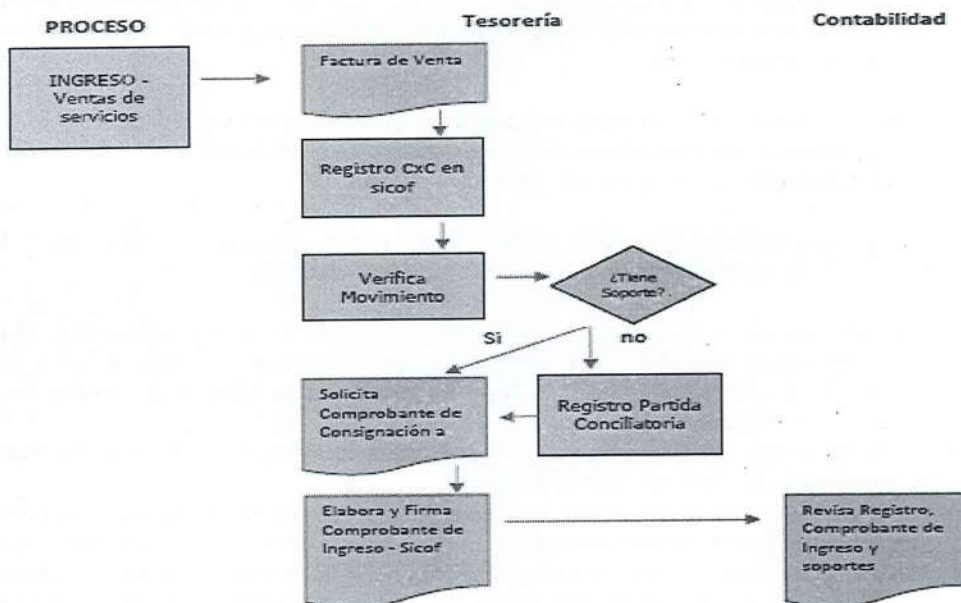 PROCESO
Tesorería
Contabilidad
INGRESO -
Ventas de
servicios
Factura de Venta
Registro CxC en
sicof
Verifica
Movimiento
¿Tiene
Soporte?
Si
no
Solicita
Comprobante de
Consignación a
Registro Partida
Conciliatoria
Elabora y Firma
Comprobante de
Ingreso - Sicof
Revisa Registro,
Comprobante de
Ingreso y
soportes